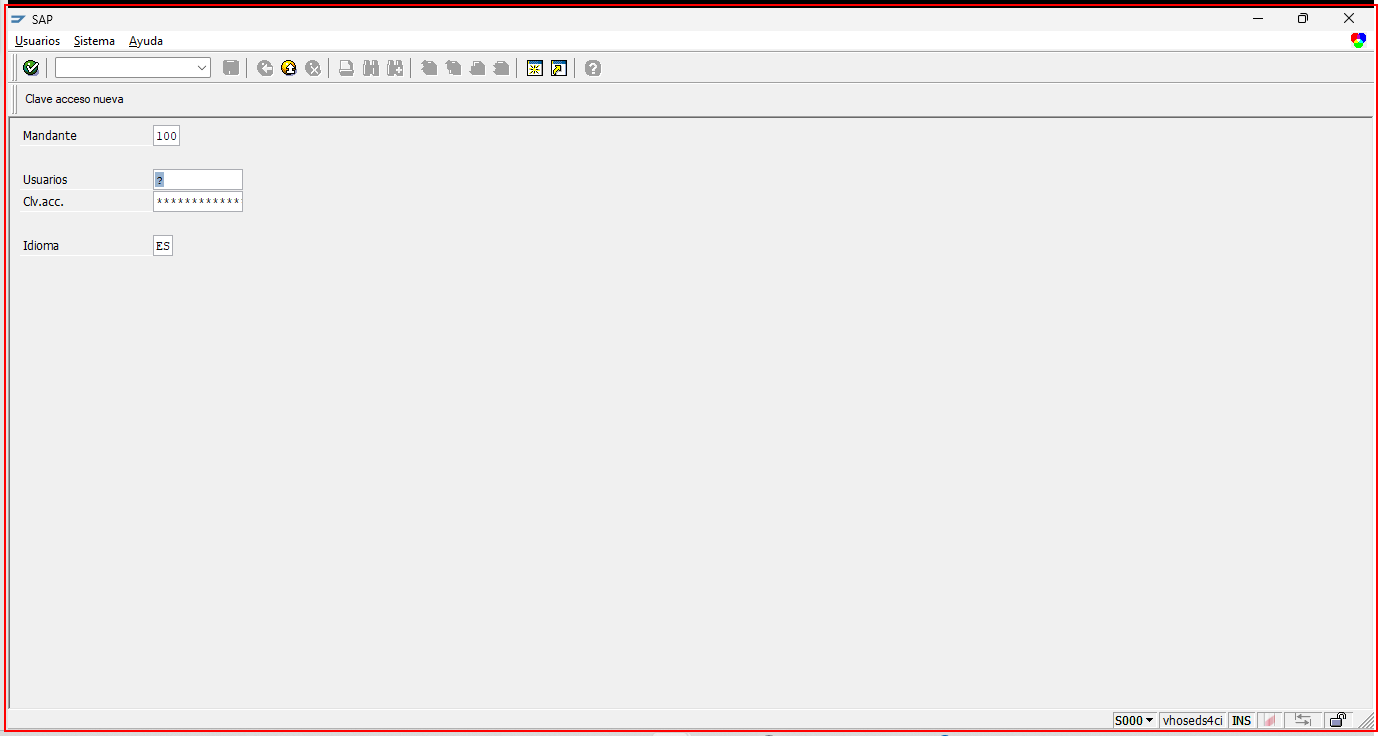 SAP
Usuarios Sistema Ayuda
Clave acceso nueva
Mandante 100
Usuarios ?
Clv.acc. ************
Idioma ES
S000 vhoseds4ci INS